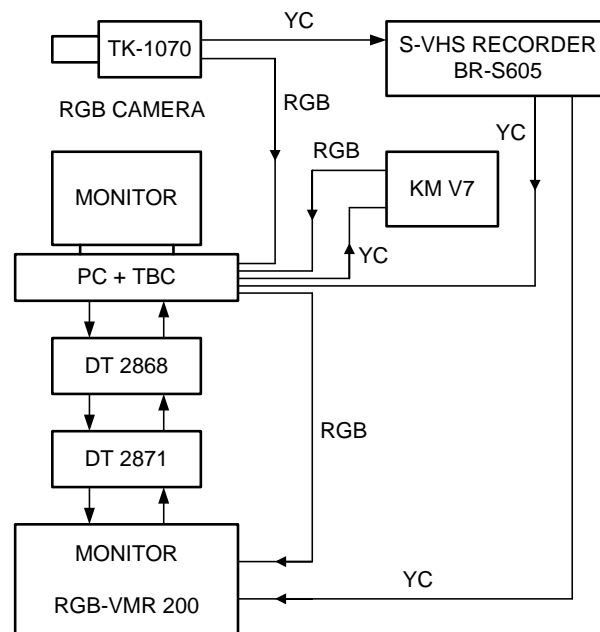 YC
TK-1070
S-VHS RECORDER
BR-S605
RGB
RGB CAMERA
YC
RGB
MONITOR
KM V7
YC
PC + TBC
DT 2868
RGB
DT 2871
MONITOR
YC
RGB-VMR 200